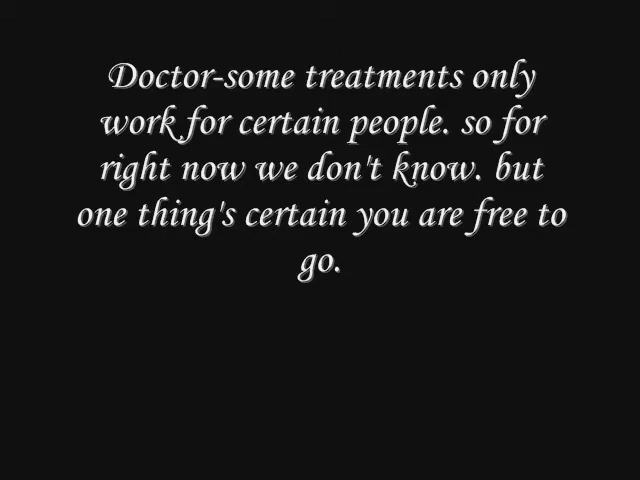 Doctor-some treatments only
work for certain people. so for
right now we don't know. but
one thing's certain you are free to
go.